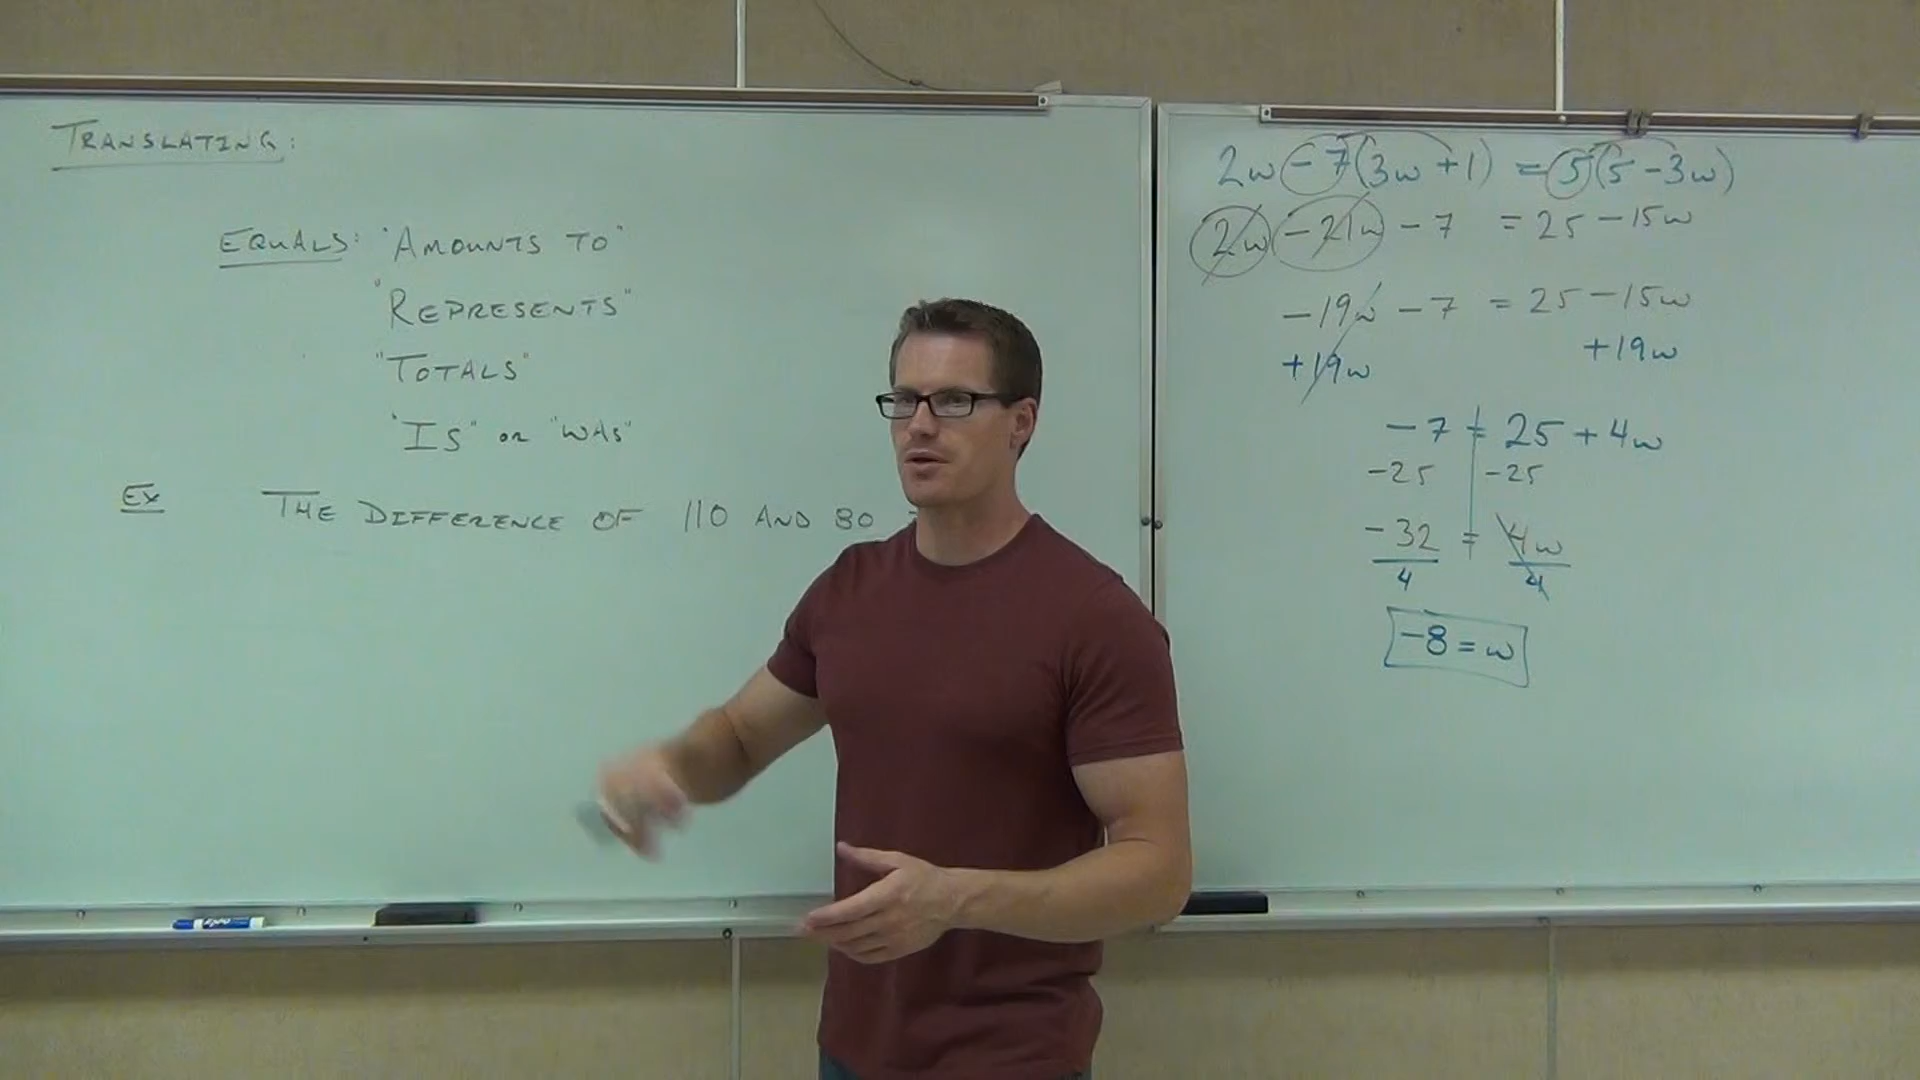 TRANSLATING:
EQUALS: "AMOUNTS TO"
"REPRESENTS"
"TOTALS"
"IS" OR "WAS"
EX THE DIFFERENCE OF 110 AND 80
2w - 7(3w + 1) = 5(5 - 3w)
2w - 21w - 7 = 25 - 15w
-19w - 7 = 25 - 15w
+19w +19w
-7 = 25 + 4w
-25 -25
-32 = 4w
4 4
-8 = w
EXPO